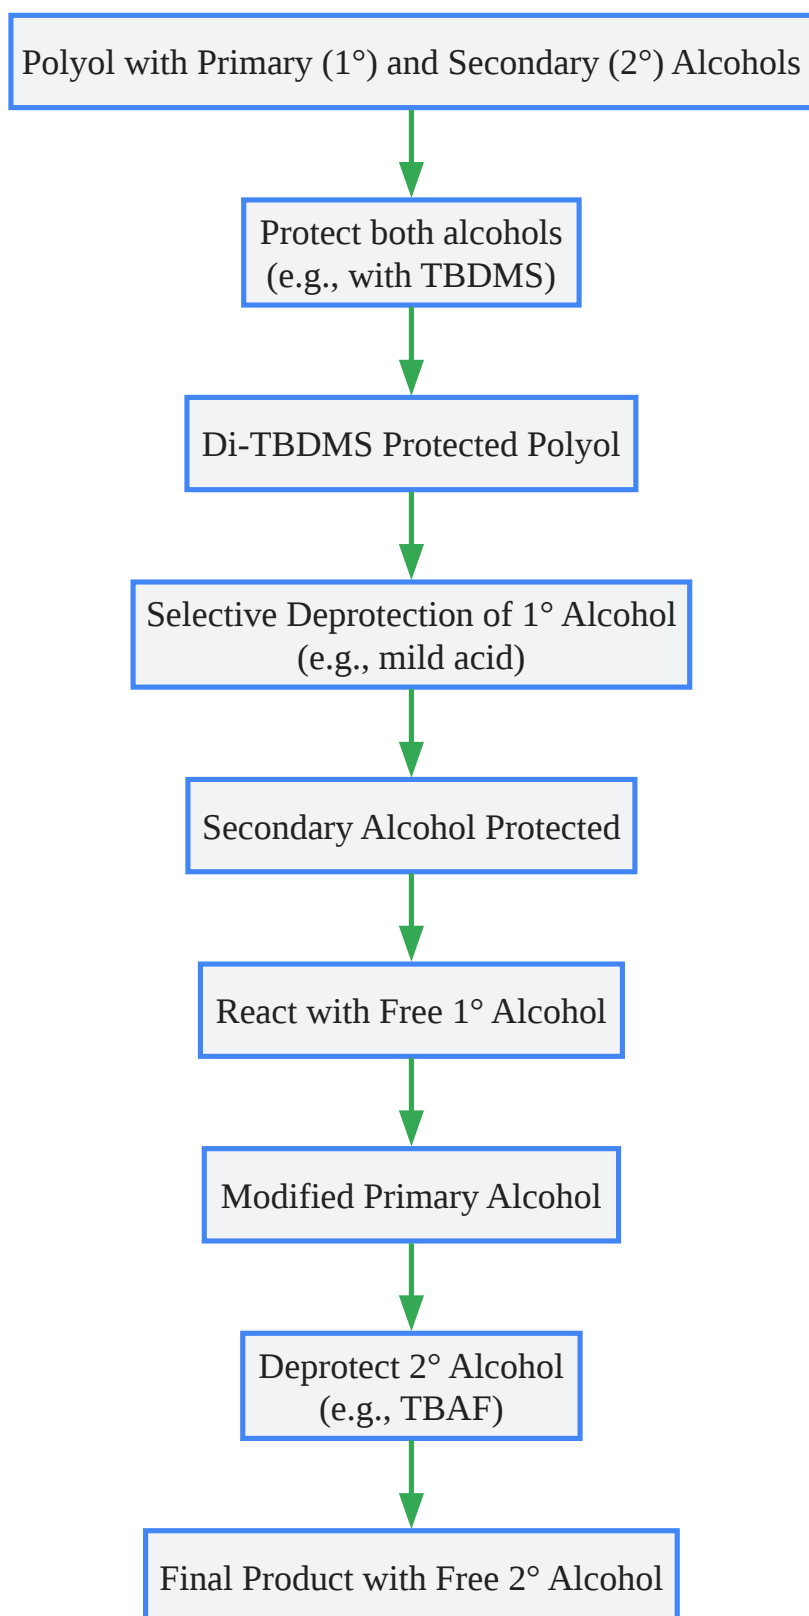 Polyol with Primary (1°) and Secondary (2°) Alcohols
Protect both alcohols
(e.g., with TBDMS)
Di-TBDMS Protected Polyol
Selective Deprotection of 1° Alcohol
(e.g., mild acid)
Secondary Alcohol Protected
React with Free 1° Alcohol
Modified Primary Alcohol
Deprotect 2° Alcohol
(e.g., TBAF)
Final Product with Free 2° Alcohol